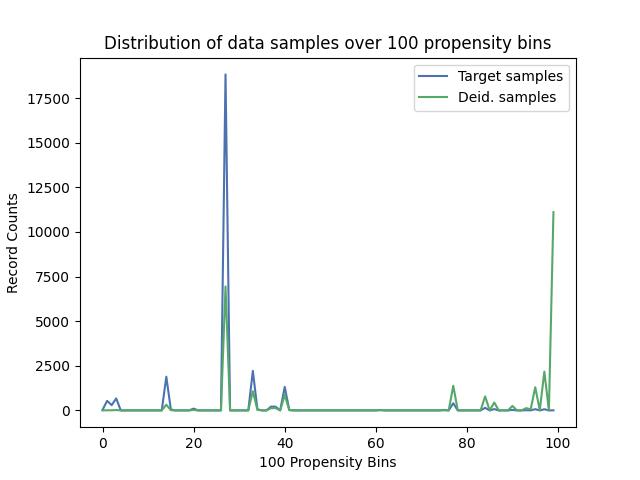 Distribution of data samples over 100 propensity bins
Target samples
Deid. samples
Record Counts
17500
15000
12500
10000
7500
5000
2500
0
0 20 40 60 80 100
100 Propensity Bins